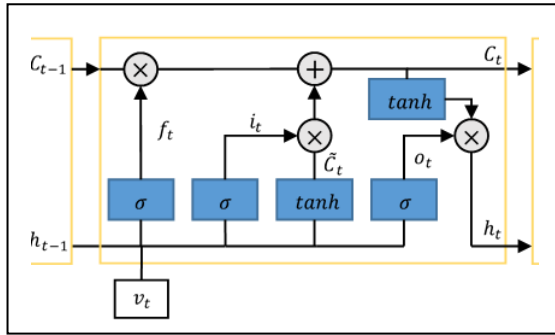 C_{t-1} × + C_t
tanh
f_t i_t × × 
C̃_t o_t
σ σ tanh σ
h_{t-1} h_t
v_t